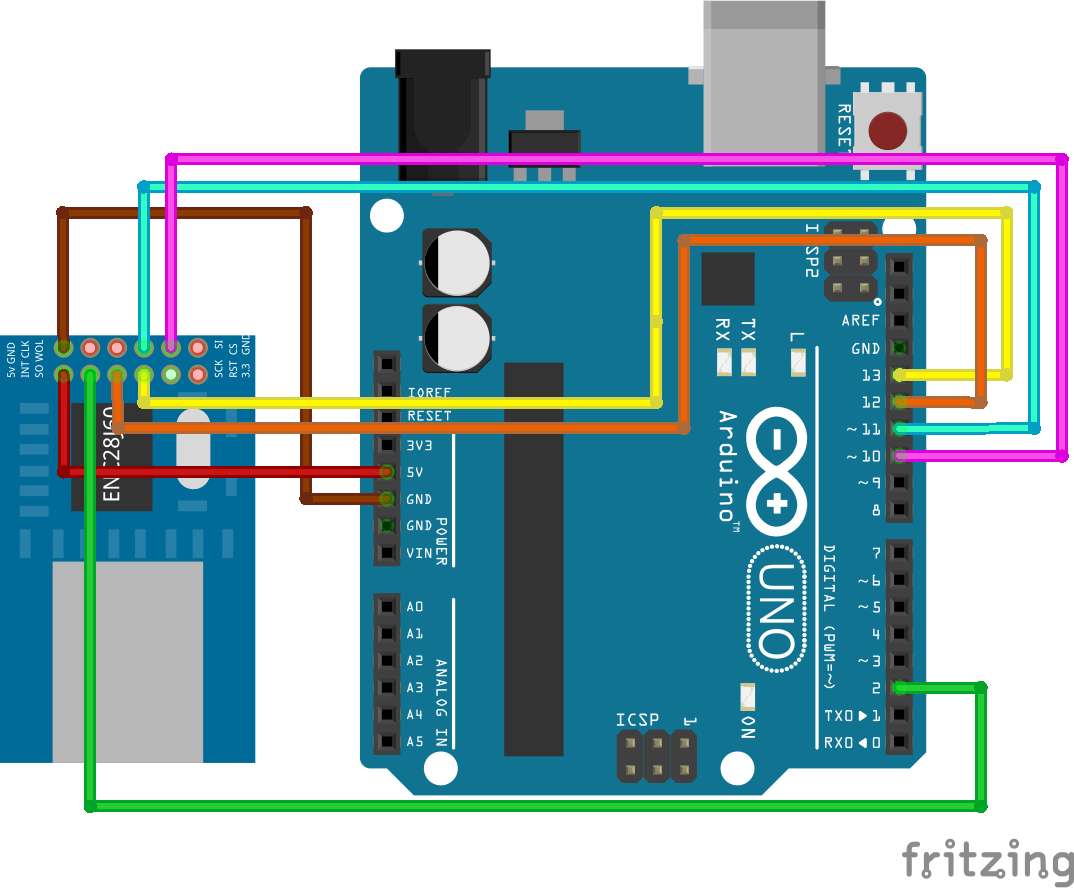 RESET
ICSP2
5v GND
INT CLK
SO WOL
SCK SI
RST CS
3.3 GND
RX
TX
L
AREF
GND
13
12
~11
~10
~9
8
IOREF
RESET
3V3
5V
GND
GND
VIN
POWER
Arduino™
UNO
DIGITAL (PWM=~)
7
~6
~5
4
~3
2
TX0▶1
RX0◀0
A0
A1
A2
A3
A4
A5
ANALOG IN
ICSP
1
ON
fritzing